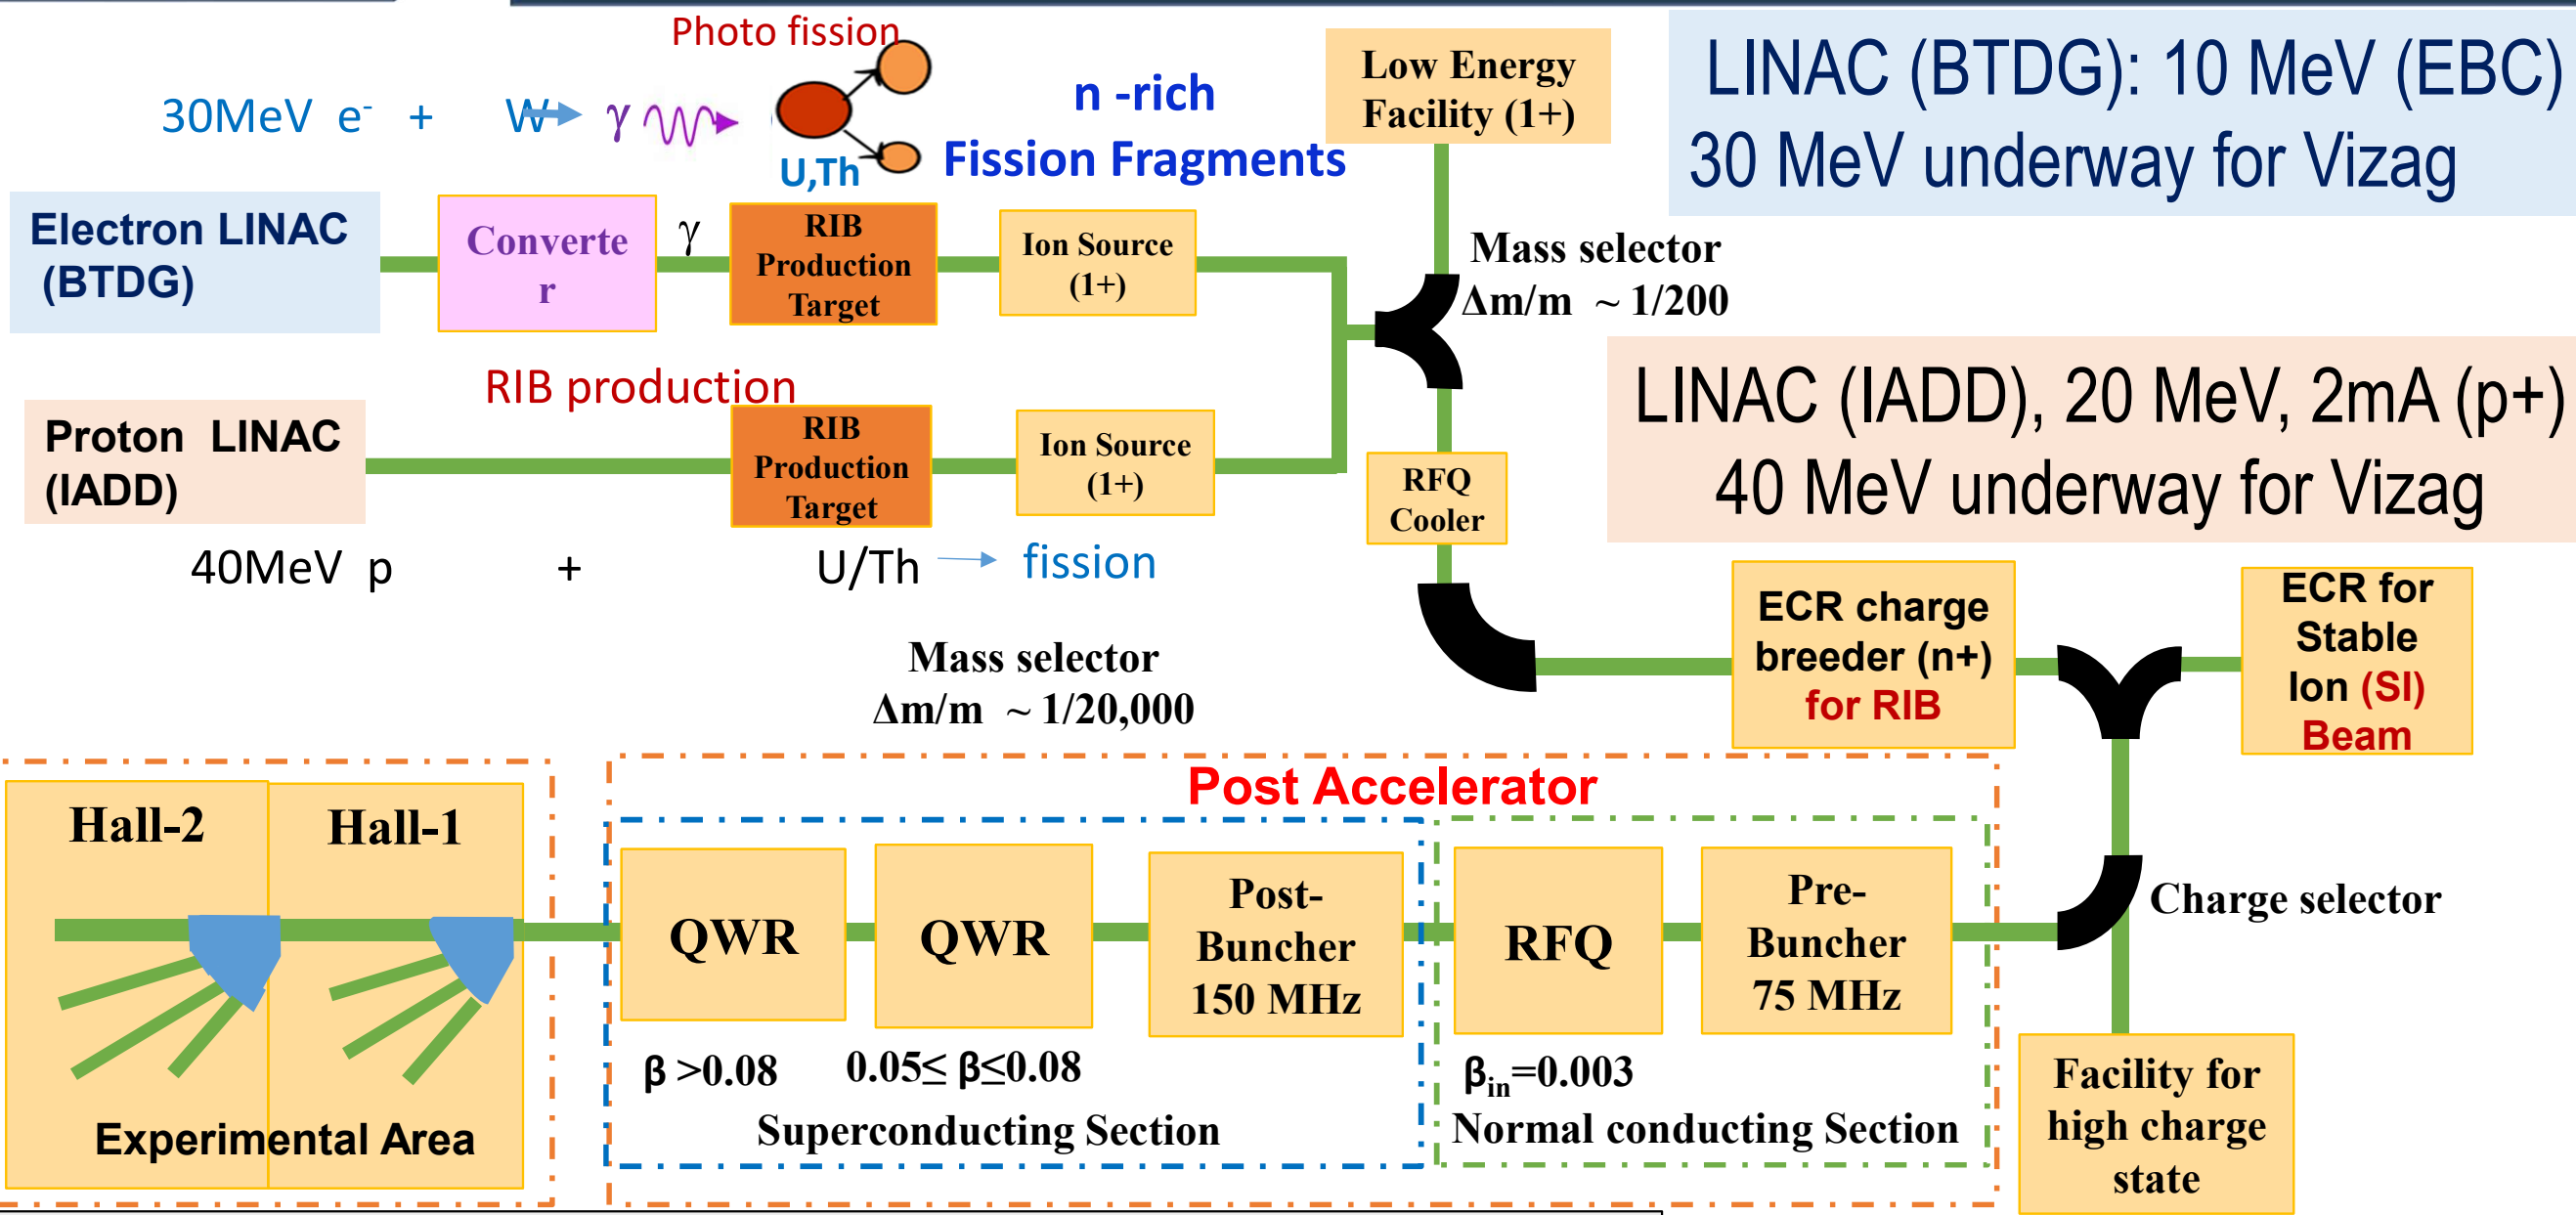 Photo fission
30MeV e⁻ + W γ
n -rich
Fission Fragments
U,Th
Low Energy
Facility (1+)
LINAC (BTDG): 10 MeV (EBC)
30 MeV underway for Vizag
Electron LINAC
(BTDG)
Converte
r
γ
RIB
Production
Target
Ion Source
(1+)
Mass selector
Δm/m ~ 1/200
RIB production
Proton LINAC
(IADD)
RIB
Production
Target
Ion Source
(1+)
RFQ
Cooler
LINAC (IADD), 20 MeV, 2mA (p+)
40 MeV underway for Vizag
40MeV p + U/Th fission
Mass selector
Δm/m ~ 1/20,000
ECR charge
breeder (n+)
for RIB
ECR for
Stable
Ion (SI)
Beam
Post Accelerator
Hall-2
Hall-1
Experimental Area
QWR
QWR
Post-
Buncher
150 MHz
RFQ
Pre-
Buncher
75 MHz
Charge selector
β >0.08
0.05≤ β≤0.08
βin=0.003
Superconducting Section
Normal conducting Section
Facility for
high charge
state